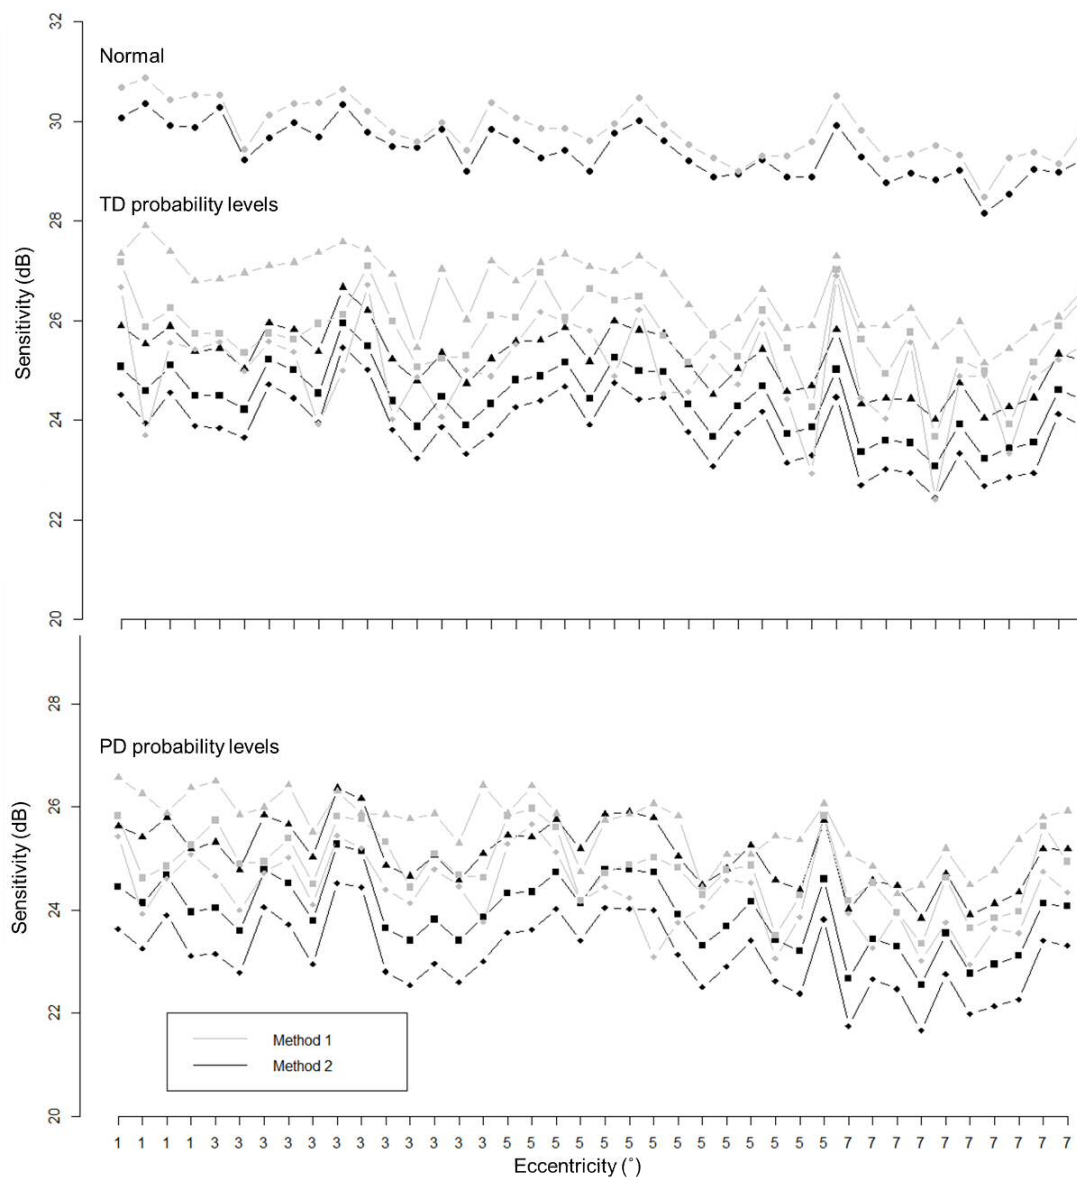 32
Normal
30
28
TD probability levels
26
24
22
20
Sensitivity (dB)
28
PD probability levels
26
24
22
20
Sensitivity (dB)
Method 1
Method 2
1 1 1 1 3 3 3 3 3 3 3 3 3 3 3 3 5 5 5 5 5 5 5 5 5 5 5 5 5 5 7 7 7 7 7 7 7 7 7 7
Eccentricity (˚)